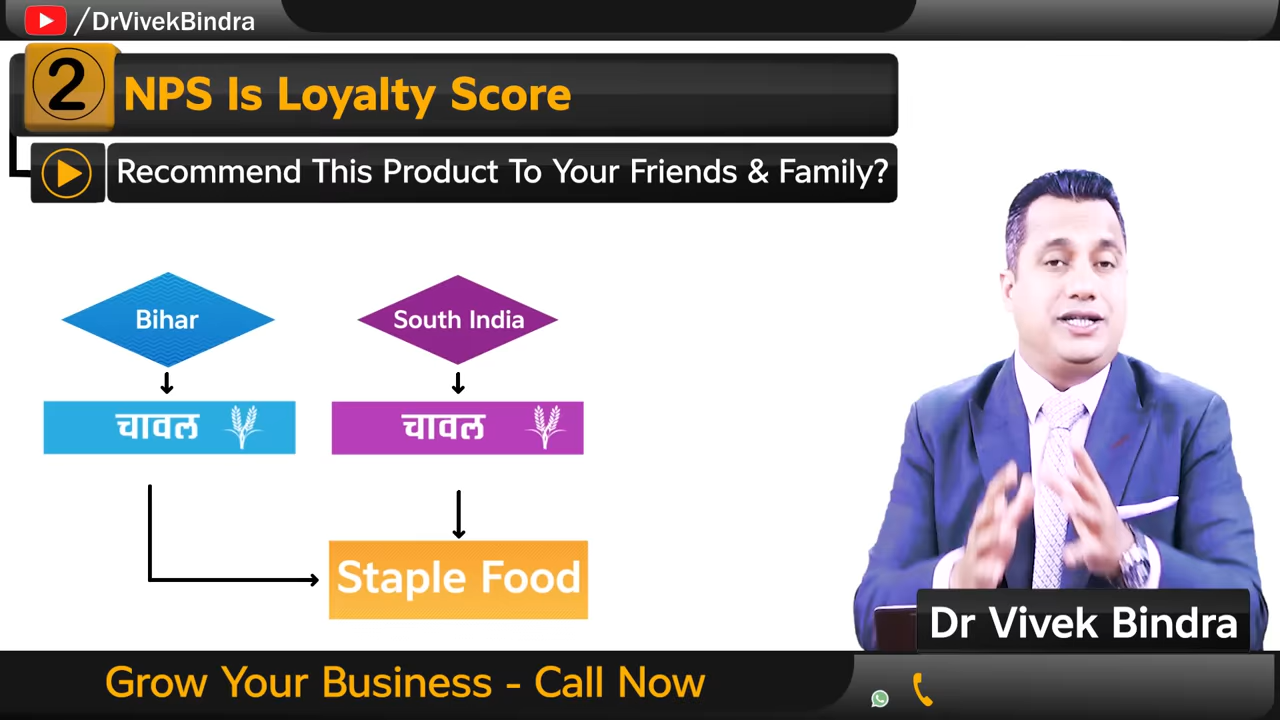 /DrVivekBindra
2 NPS Is Loyalty Score
Recommend This Product To Your Friends & Family?
Bihar
South India
चावल
चावल
Staple Food
Dr Vivek Bindra
Grow Your Business - Call Now